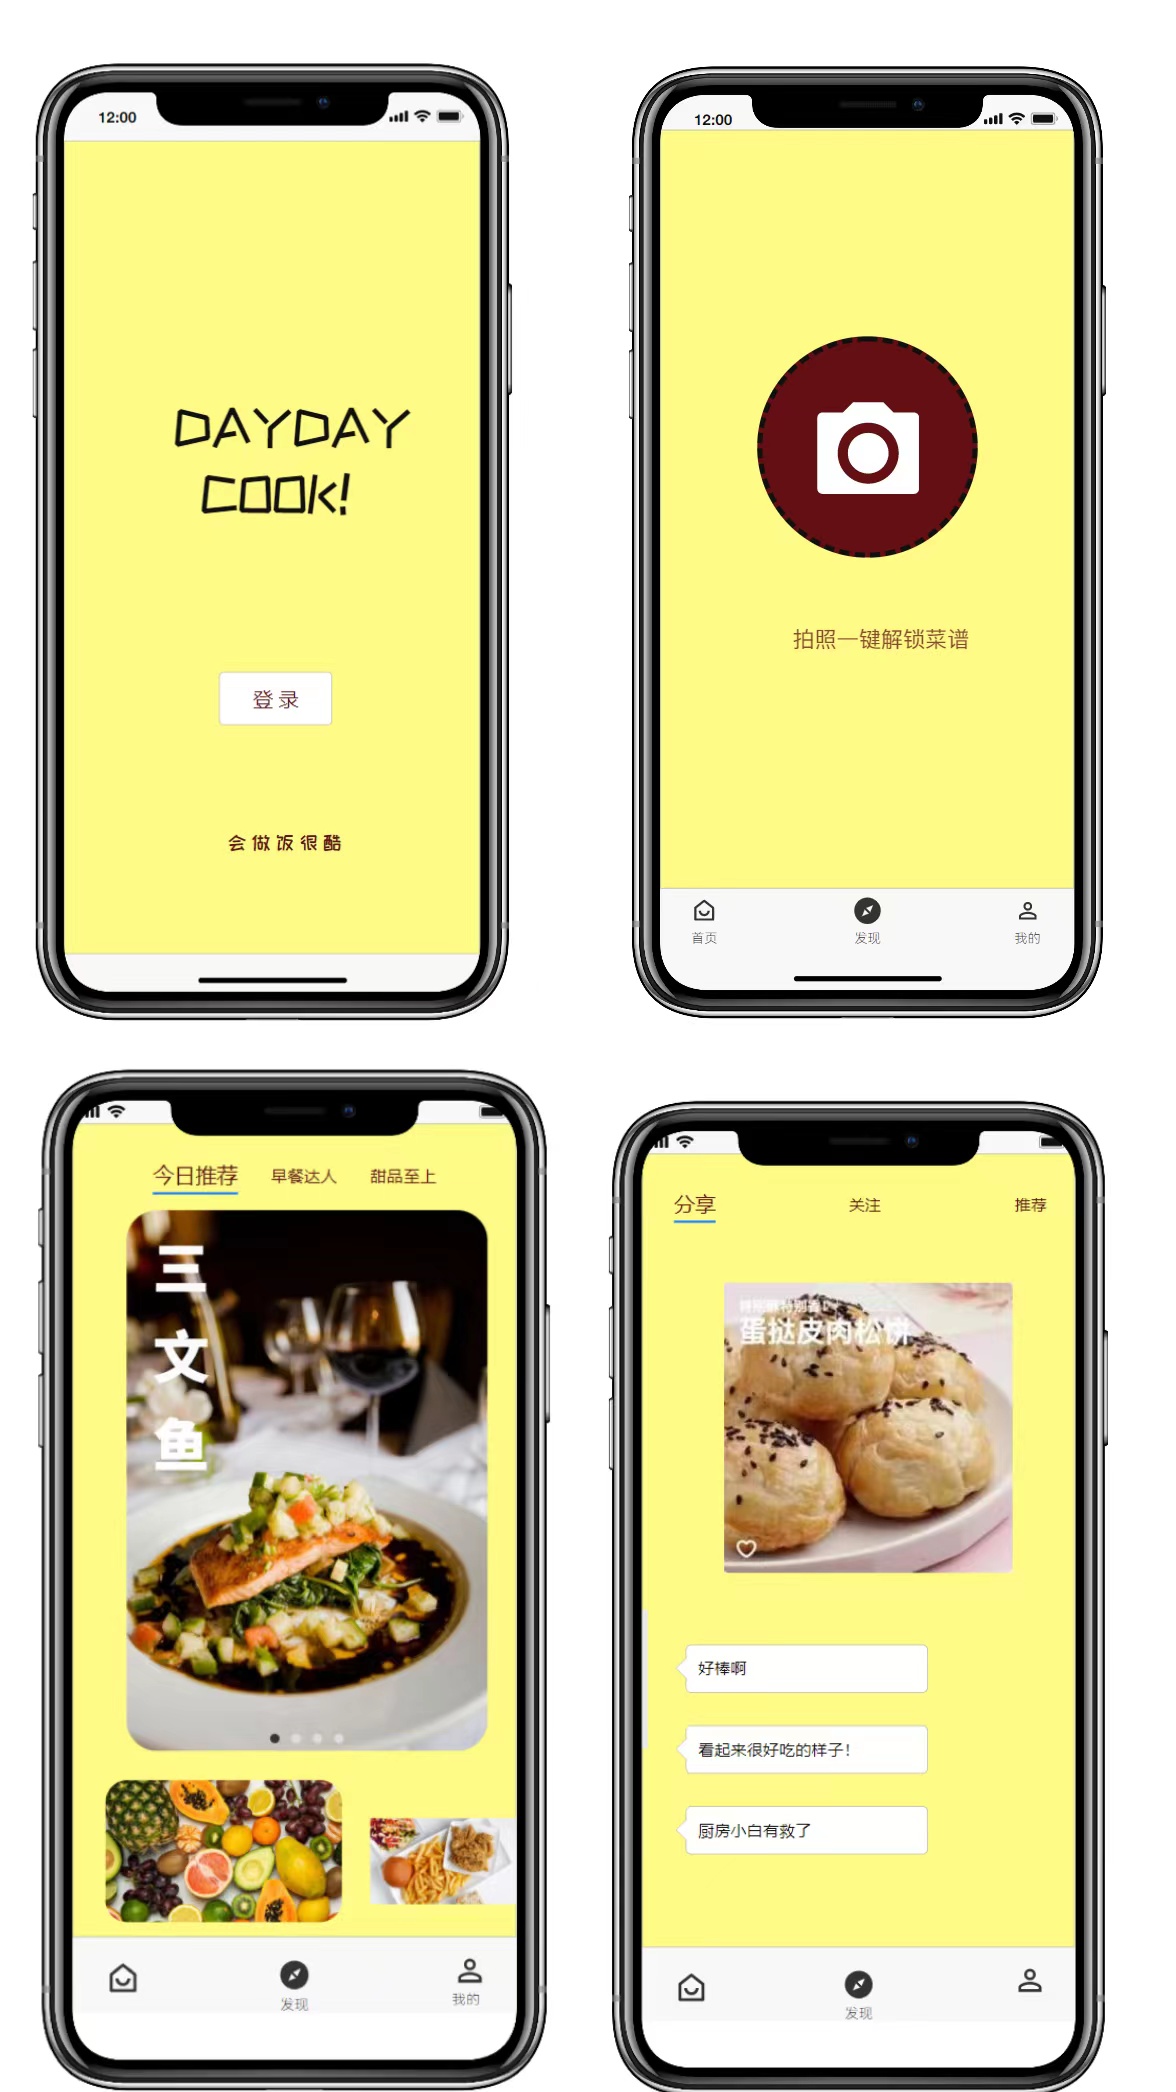 12:00
DAYDAY
COOK!
登录
会做饭很酷
12:00
拍照一键解锁菜谱
首页
发现
我的
今日推荐
早餐达人
甜品至上
三
文
鱼
发现
我的
分享
关注
推荐
蛋挞皮肉松饼
好棒啊
看起来很好吃的样子！
厨房小白有救了
发现